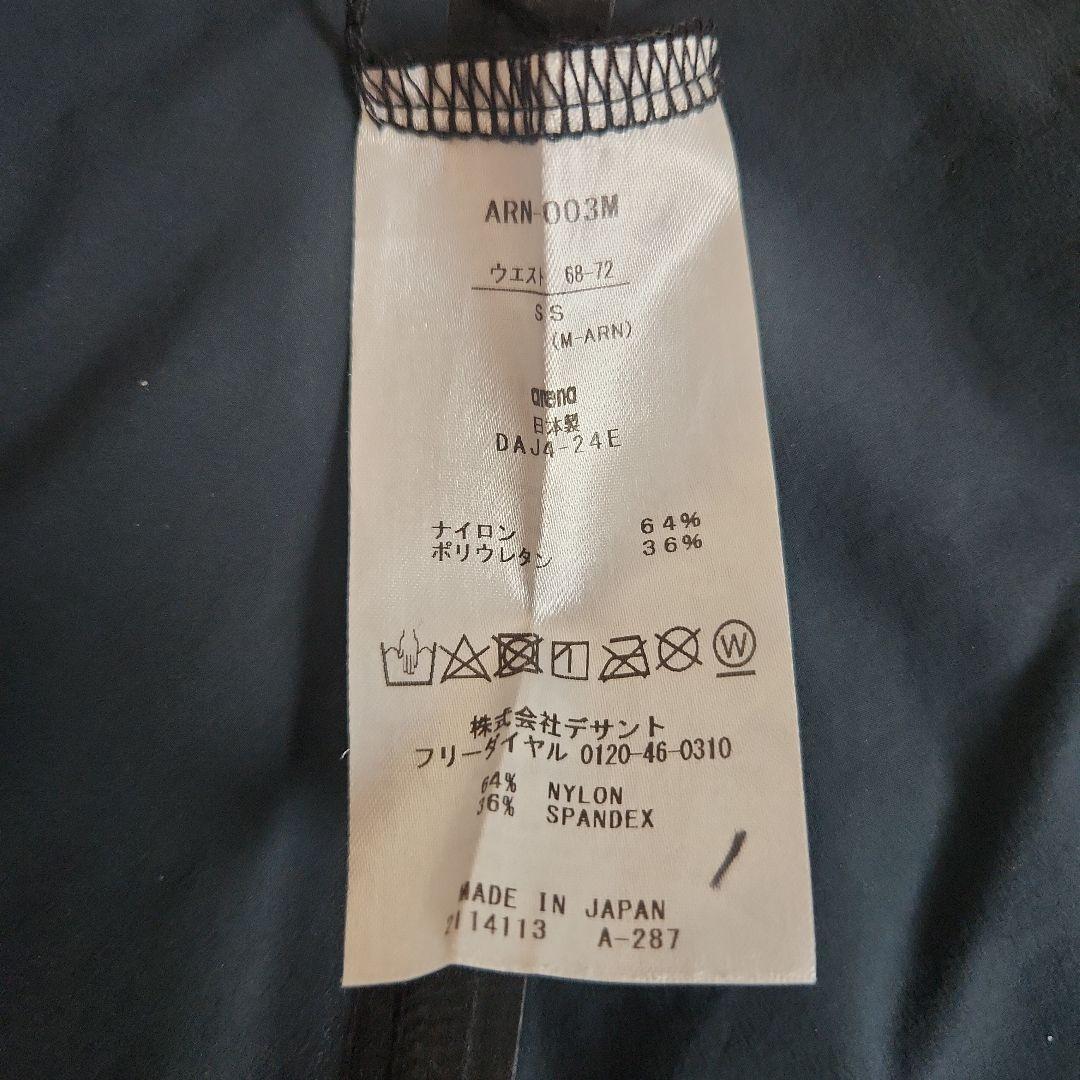 ARN-003M
ウエスト 68-72
SS
(M-ARN)
arena
日本製
DAJ4-24E
ナイロン 64%
ポリウレタン 36%
W
株式会社デサント
フリーダイヤル 0120-46-0310
64% NYLON
36% SPANDEX
MADE IN JAPAN
2114113 A-287